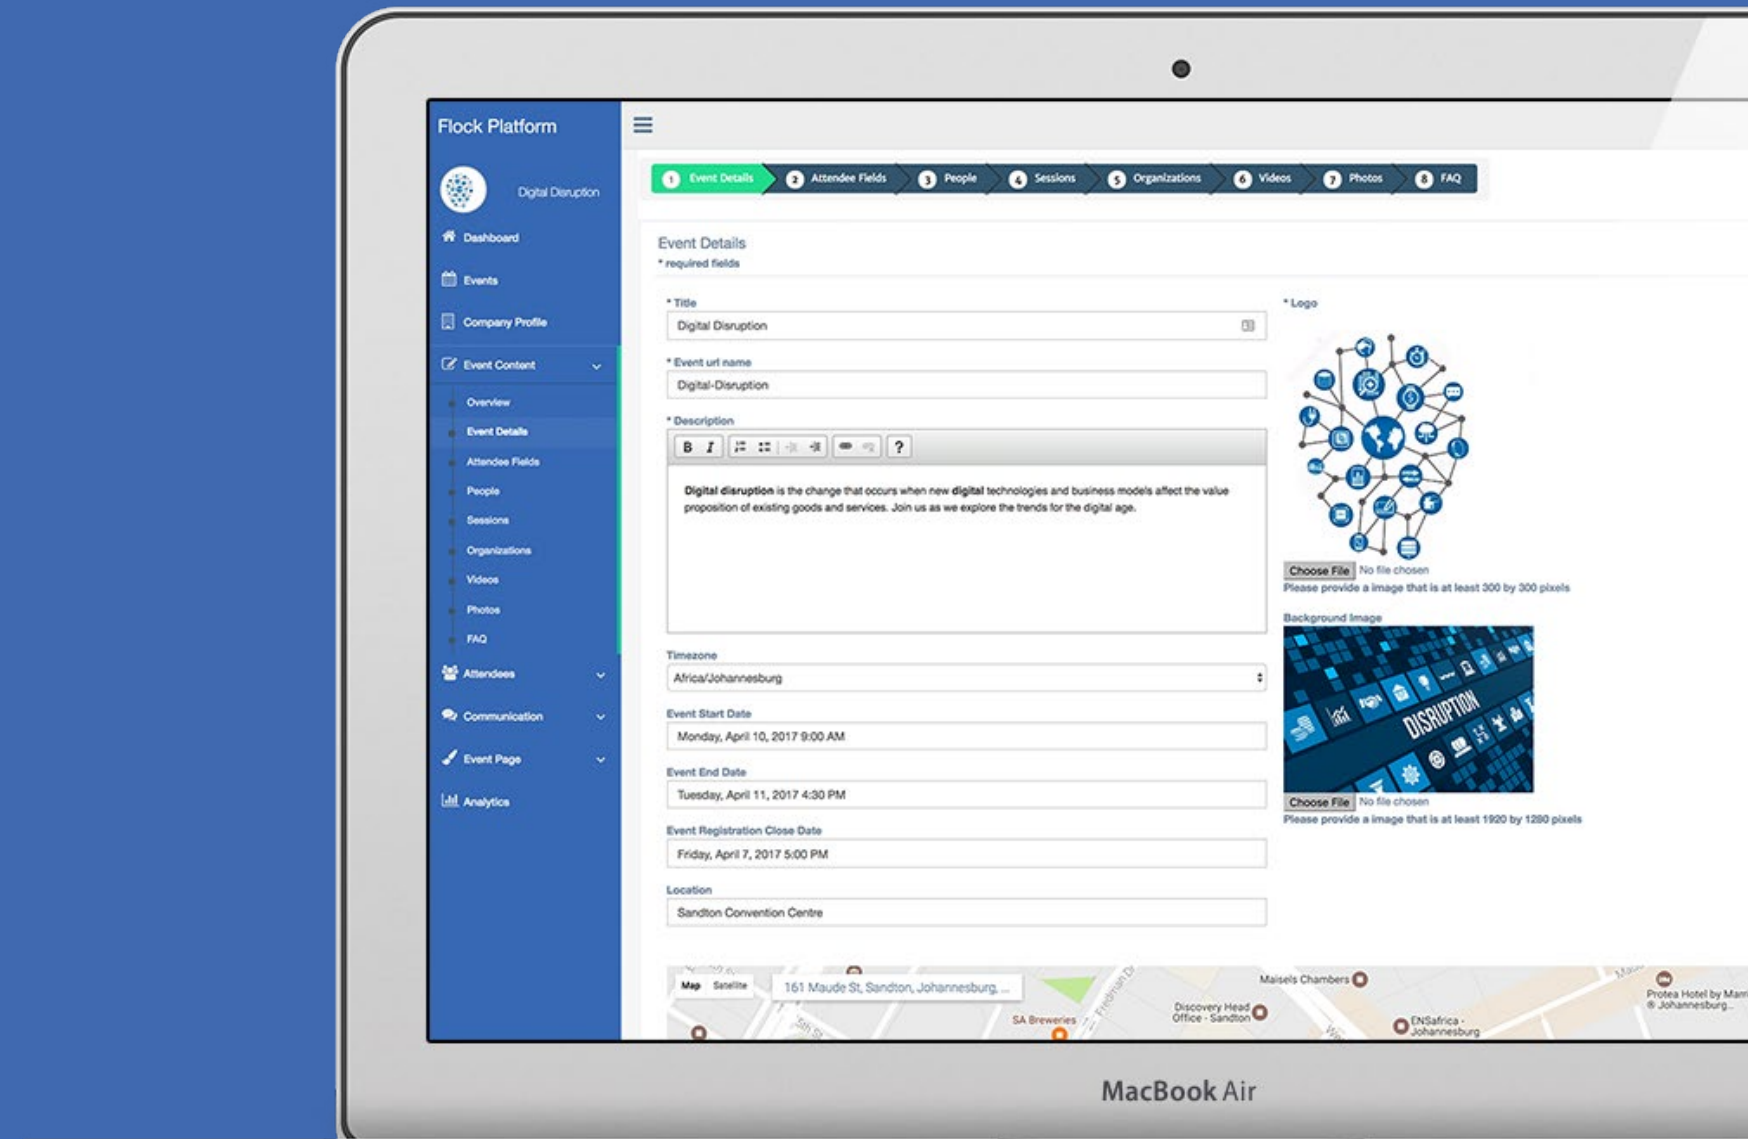 Flock Platform
Digital Disruption
Dashboard
Events
Company Profile
Event Content
Overview
Event Details
Attendee Fields
People
Sessions
Organizations
Videos
Photos
FAQ
Attendees
Communication
Event Page
Analytics
1 Event Details 2 Attendee Fields 3 People 4 Sessions 5 Organizations 6 Videos 7 Photos 8 FAQ
Event Details
* required fields
* Title
Digital Disruption
* Event url name
Digital-Disruption
* Description
B I ?
Digital disruption is the change that occurs when new digital technologies and business models affect the value
proposition of existing goods and services. Join us as we explore the trends for the digital age.
Timezone
Africa/Johannesburg
Event Start Date
Monday, April 10, 2017 9:00 AM
Event End Date
Tuesday, April 11, 2017 4:30 PM
Event Registration Close Date
Friday, April 7, 2017 5:00 PM
Location
Sandton Convention Centre
* Logo
Choose File No file chosen
Please provide a image that is at least 300 by 300 pixels
Background Image
DISRUPTION
Choose File No file chosen
Please provide a image that is at least 1920 by 1280 pixels
Map Satellite
161 Maude St, Sandton, Johannesburg, ...
5th St
SA Breweries
Fredman Dr
Discovery Head
Office - Sandton
Maisels Chambers
ENSafrica -
Johannesburg
Protea Hotel by Marri
® Johannesburg...
MacBook Air